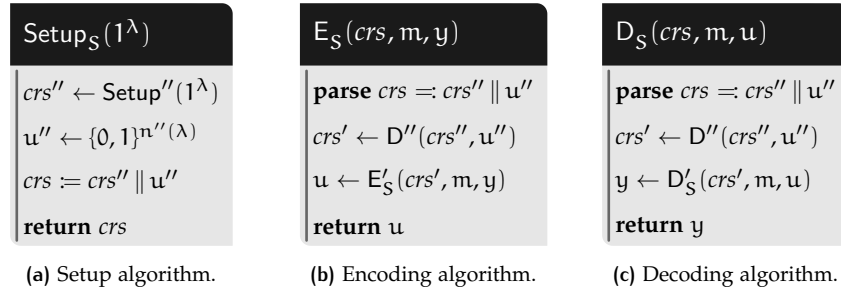 Setup_S(1^λ)
crs'' ← Setup''(1^λ)
u'' ← {0, 1}^{n''(λ)}
crs := crs'' ∥ u''
return crs
(a) Setup algorithm.
E_S(crs, m, y)
parse crs =: crs'' ∥ u''
crs' ← D''(crs'', u'')
u ← E'_S(crs', m, y)
return u
(b) Encoding algorithm.
D_S(crs, m, u)
parse crs =: crs'' ∥ u''
crs' ← D''(crs'', u'')
y ← D'_S(crs', m, u)
return y
(c) Decoding algorithm.